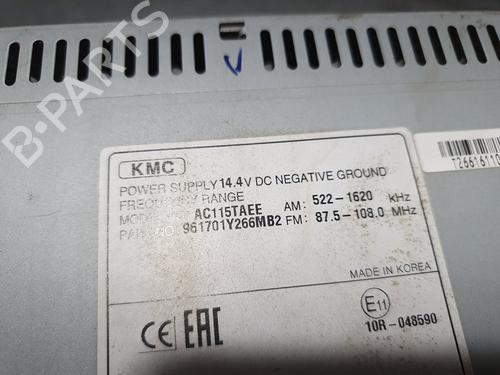 V
KMC
POWER SUPPLY 14.4V DC NEGATIVE GROUND
FREQUENCY RANGE
AM: 522-1620 kHz
AC115TAEE
961701Y266MB2 FM: 87.5-108.0 MHz
MADE IN KOREA
CE EAC E11
10R-048590
B-PARTS